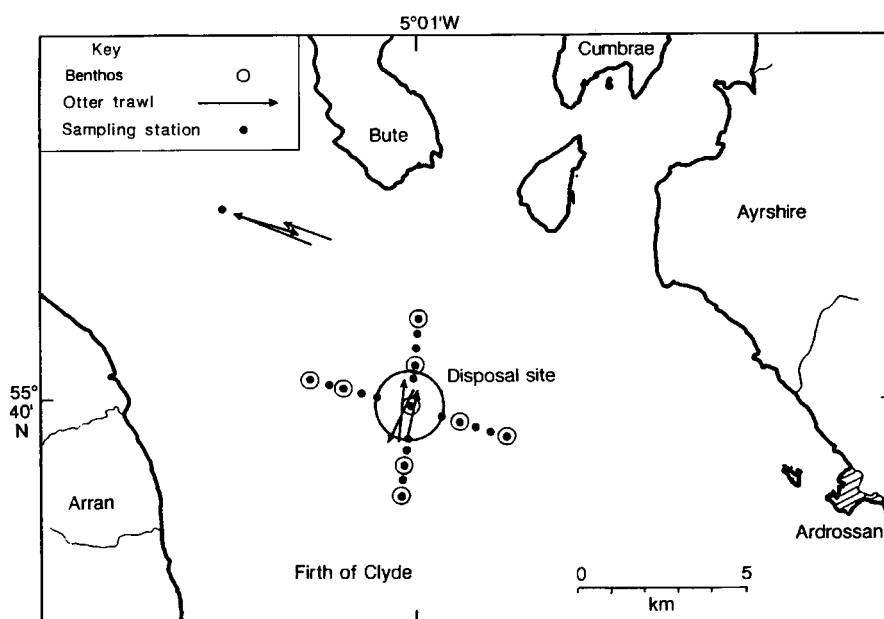 5°01'W
Key
Benthos
Otter trawl
Sampling station
Cumbrae
Bute
Ayrshire
Disposal site
55°
40'
N
Arran
Ardrossan
Firth of Clyde
0 5
km